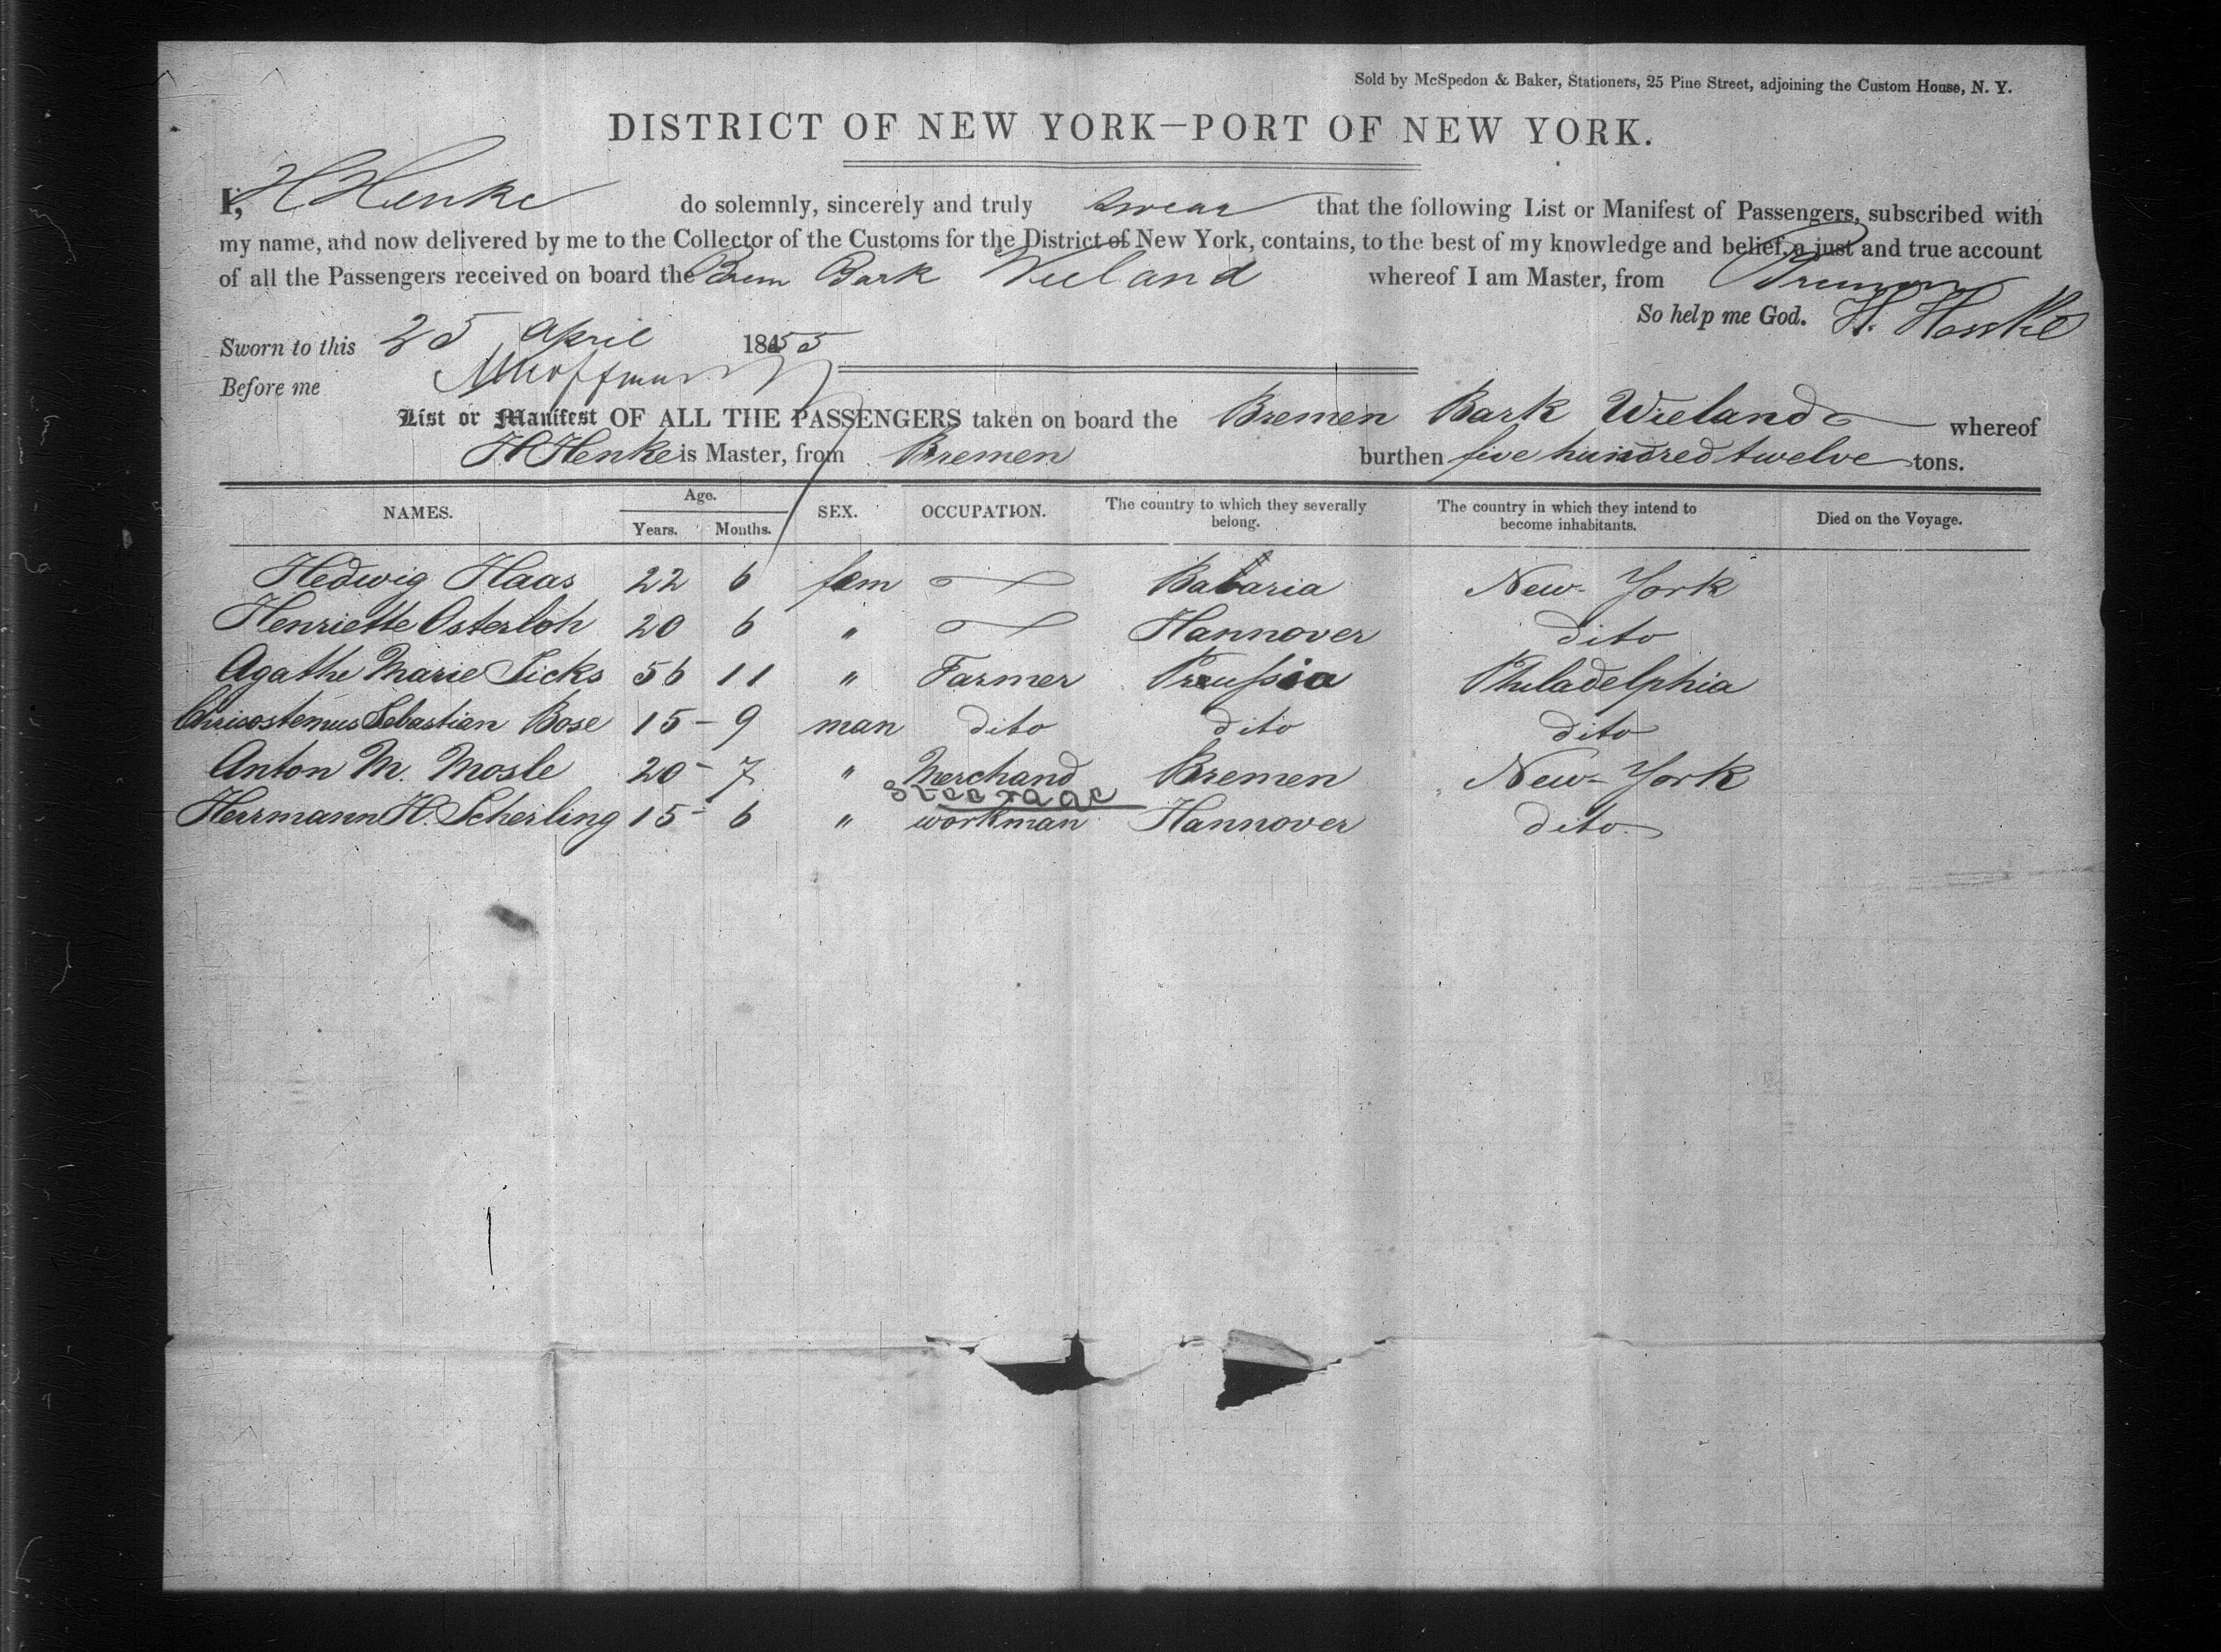 Sold by McSpedon & Baker, Stationers, 25 Pine Street, adjoining the Custom House, N. Y.
DISTRICT OF NEW YORK—PORT OF NEW YORK.
I, H Henke do solemnly, sincerely and truly swear that the following List or Manifest of Passengers, subscribed with
my name, and now delivered by me to the Collector of the Customs for the District of New York, contains, to the best of my knowledge and belief, a just and true account
of all the Passengers received on board the Brem Bark Wieland whereof I am Master, from Bremen
So help me God. H. Henke
Sworn to this 25 April 1855
Before me
List or Manifest OF ALL THE PASSENGERS taken on board the Bremen Bark Wieland whereof
H Henke is Master, from Bremen burthen five hundred twelve tons.
NAMES. Age. Years. Months. SEX. OCCUPATION. The country to which they severally belong. The country in which they intend to become inhabitants. Died on the Voyage.
Hedwig Haas 22 6 fem Babaria New-York
Henriette Osterloh 20 6 " Hannover dito
Agathe Marie Sicks 56 11 " Farmer Preussia Philadelphia
Chrisostemus Sebastian Bose 15 - 9 man dito dito dito
Anton M. Mosle 20 - 7 " Merchand Bremen New-York
Steerage
Herrmann H. Scherling 15 - 6 " workman Hannover dito